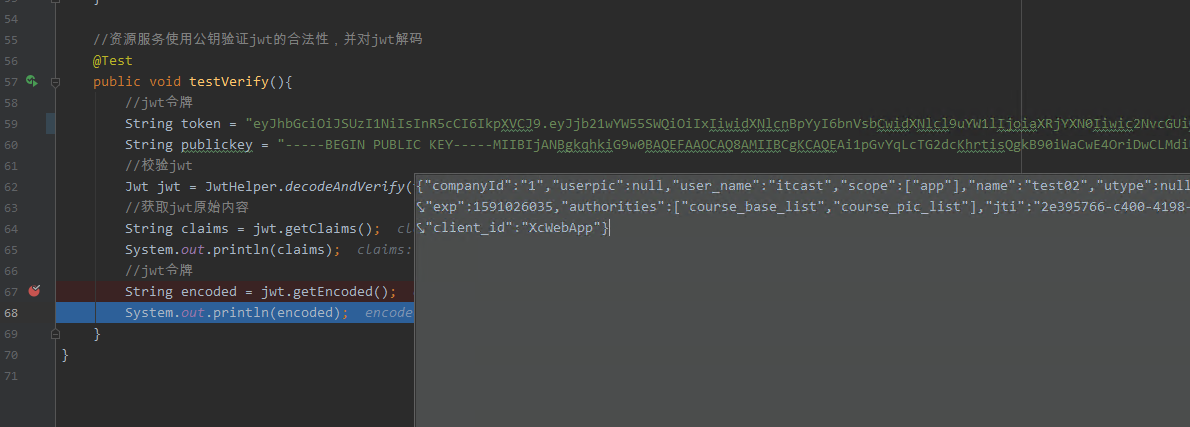 54
55 //资源服务使用公钥验证jwt的合法性，并对jwt解码
56 @Test
57 public void testVerify(){
58 //jwt令牌
59 String token = "eyJhbGciOiJSUzI1NiIsInR5cCI6IkpXVCJ9.eyJjb21wYW55SWQiOiIxIiwidXNlcnBpYyI6bnVsbCwidXNlcl9uYW1lIjoiaXRjYXN0Iiwic2NvcGUiO
60 String publickey = "-----BEGIN PUBLIC KEY-----MIIBIjANBgkqhkiG9w0BAQEFAAOCAQ8AMIIBCgKCAQEAi1pGvYqLcTG2dcKhrtisQgkB90iWaCwE4OriDwCLMdi
61 //校验jwt
62 Jwt jwt = JwtHelper.decodeAndVerify(
{"companyId":"1","userpic":null,"user_name":"itcast","scope":["app"],"name":"test02","utype":null
63 //获取jwt原始内容
"exp":1591026035,"authorities":["course_base_list","course_pic_list"],"jti":"2e395766-c400-4198-
64 String claims = jwt.getClaims(); cl
"client_id":"XcWebApp"}
65 System.out.println(claims); claims:
66 //jwt令牌
67 String encoded = jwt.getEncoded();
68 System.out.println(encoded); encode
69 }
70 }
71